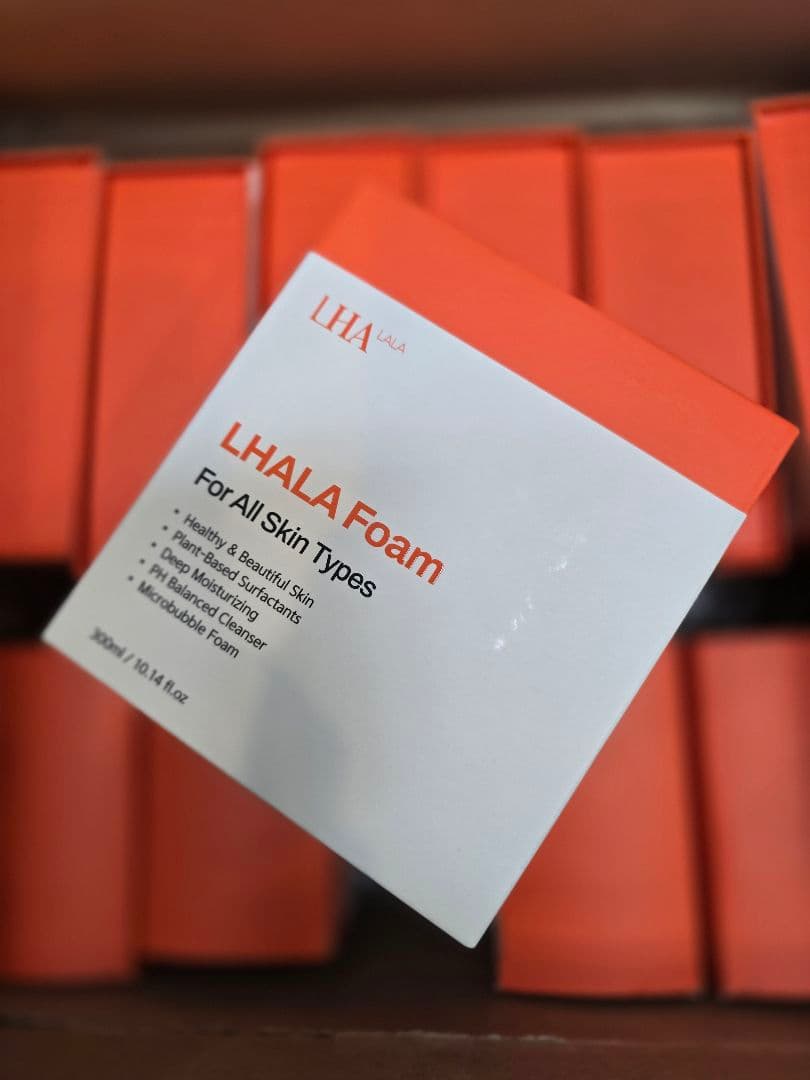 LHA LALA
LHALA Foam
For All Skin Types
• Healthy & Beautiful Skin
• Plant-Based Surfactants
• Deep Moisturizing
• PH Balanced Cleanser
• Microbubble Foam
300ml / 10.14 fl.oz